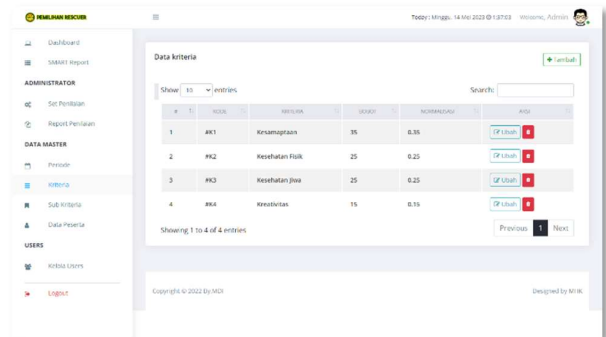 PEMILIHAN RESCUER
Today : Minggu, 14 Mei 2023 @ 1:37:03 Welcome, Admin
Dashboard
SMART Report
ADMINISTRATOR
Set Penilaian
Report Penilaian
DATA MASTER
Periode
Kriteria
Sub Kriteria
Data Peserta
USERS
Kelola Users
Logout
Data kriteria
+ Tambah
Show 10 entries
Search:
# KODE KRITERIA BOBOT NORMALISASI AKSI
1 #K1 Kesamaptaan 35 0.35 Ubah
2 #K2 Kesehatan Fisik 25 0.25 Ubah
3 #K3 Kesehatan Jiwa 25 0.25 Ubah
4 #K4 Kreativitas 15 0.15 Ubah
Showing 1 to 4 of 4 entries
Previous 1 Next
Copyright © 2022 by MDI